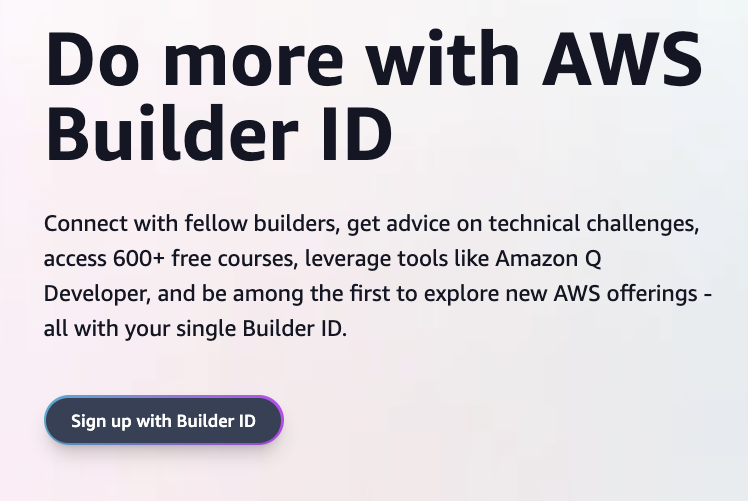 Do more with AWS
Builder ID
Connect with fellow builders, get advice on technical challenges,
access 600+ free courses, leverage tools like Amazon Q
Developer, and be among the first to explore new AWS offerings -
all with your single Builder ID.
Sign up with Builder ID